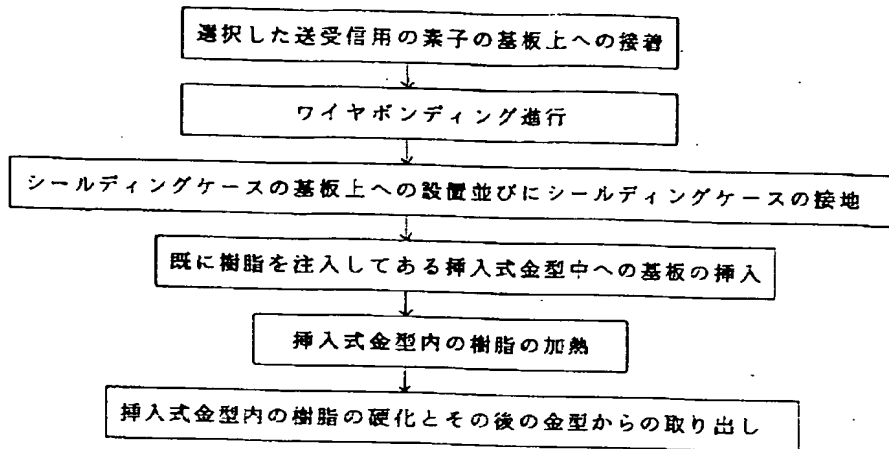 選択した送受信用の素子の基板上への接着
ワイヤボンディング進行
シールディングケースの基板上への設置並びにシールディングケースの接地
既に樹脂を注入してある挿入式金型中への基板の挿入
挿入式金型内の樹脂の加熱
挿入式金型内の樹脂の硬化とその後の金型からの取り出し